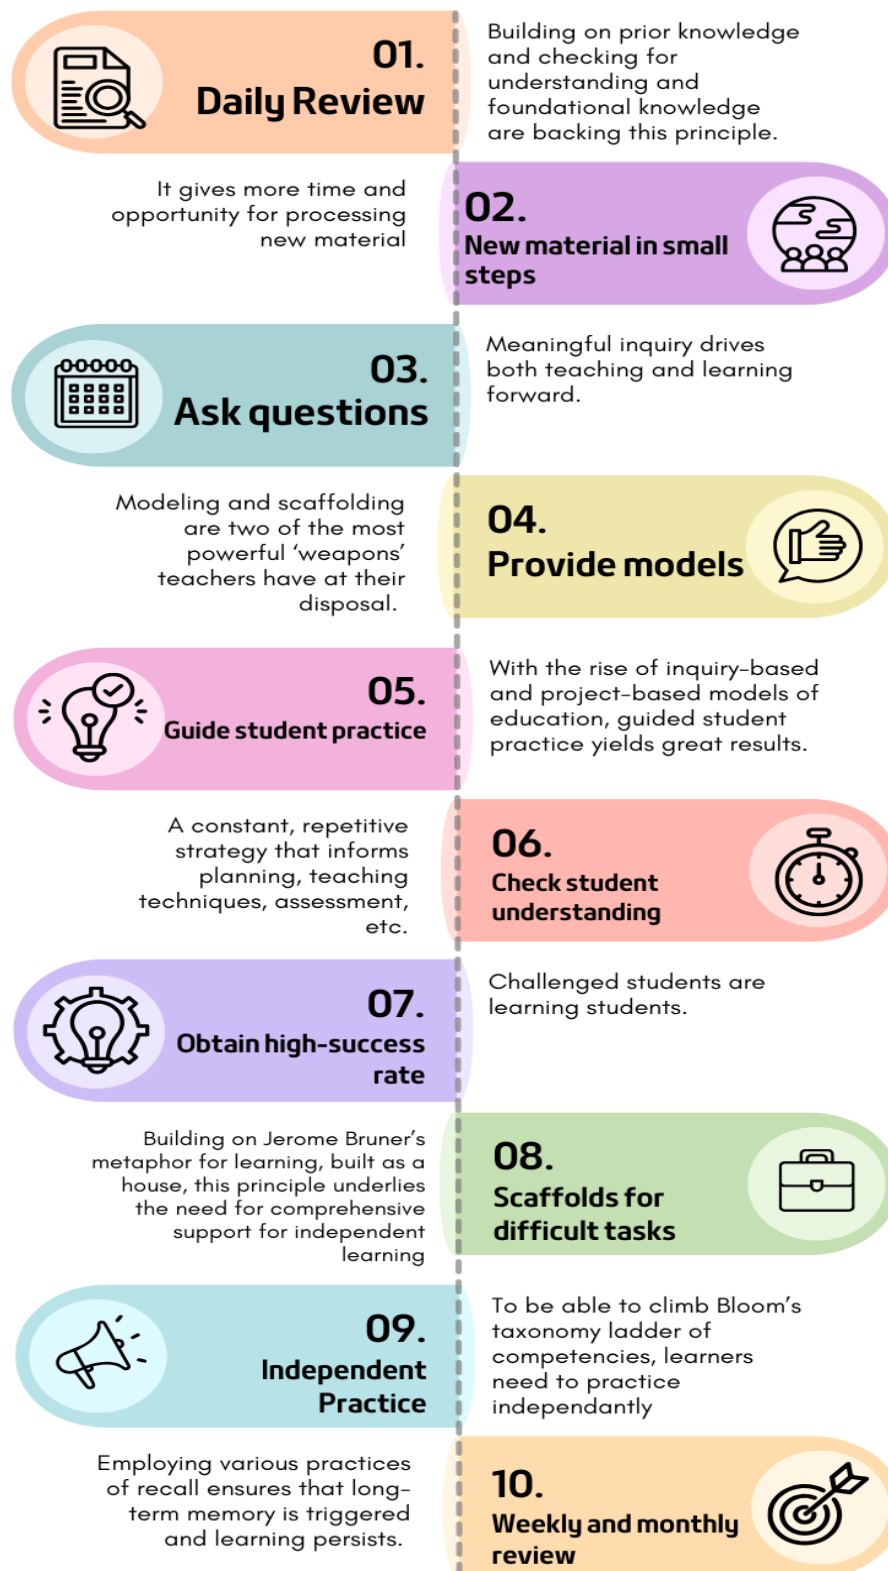 01.
Daily Review
Building on prior knowledge
and checking for
understanding and
foundational knowledge
are backing this principle.
It gives more time and
opportunity for processing
new material
02.
New material in small
steps
03.
Ask questions
Meaningful inquiry drives
both teaching and learning
forward.
Modeling and scaffolding
are two of the most
powerful ‘weapons’
teachers have at their
disposal.
04.
Provide models
05.
Guide student practice
With the rise of inquiry-based
and project-based models of
education, guided student
practice yields great results.
A constant, repetitive
strategy that informs
planning, teaching
techniques, assessment,
etc.
06.
Check student
understanding
07.
Obtain high-success
rate
Challenged students are
learning students.
Building on Jerome Bruner’s
metaphor for learning, built as a
house, this principle underlies
the need for comprehensive
support for independent
learning
08.
Scaffolds for
difficult tasks
09.
Independent
Practice
To be able to climb Bloom’s
taxonomy ladder of
competencies, learners
need to practice
independantly
Employing various practices
of recall ensures that long-
term memory is triggered
and learning persists.
10.
Weekly and monthly
review